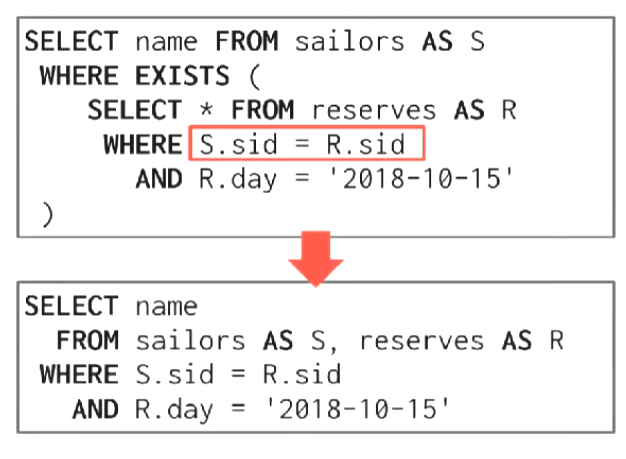 SELECT name FROM sailors AS S
WHERE EXISTS (
SELECT * FROM reserves AS R
WHERE S.sid = R.sid
AND R.day = '2018-10-15'
)
SELECT name
FROM sailors AS S, reserves AS R
WHERE S.sid = R.sid
AND R.day = '2018-10-15'